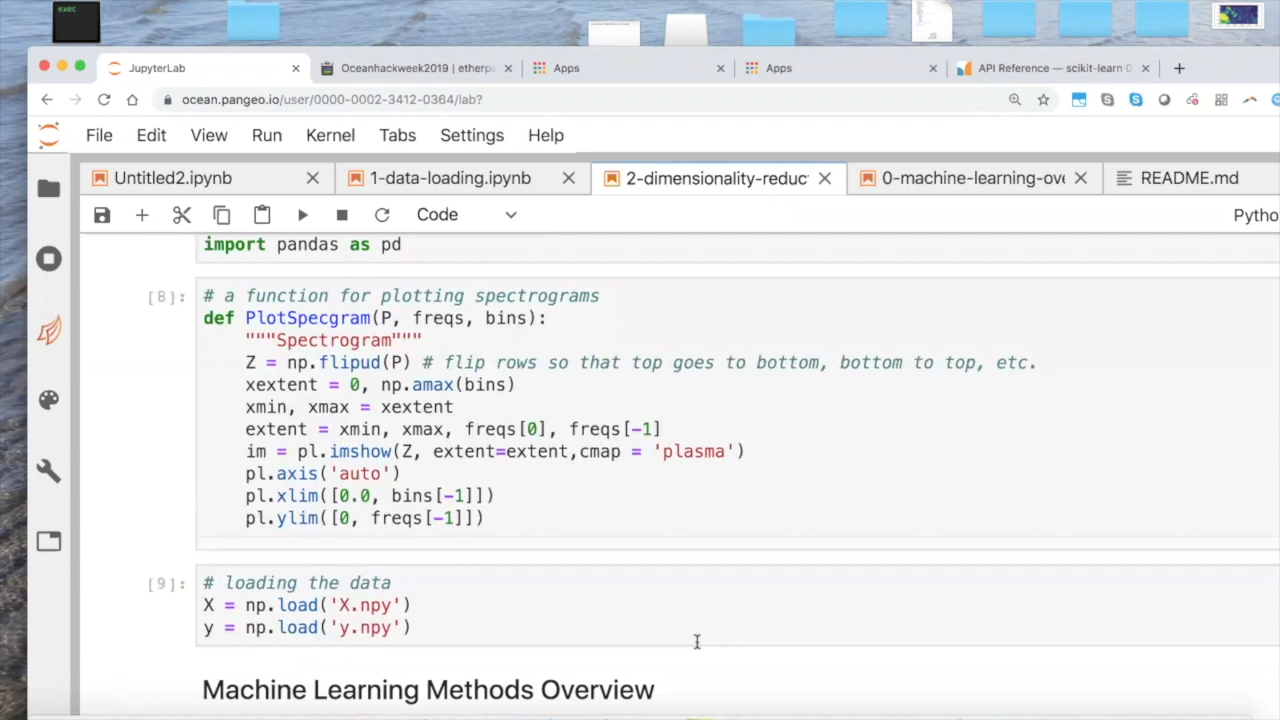 exec
JS
JupyterLab
Oceanhackweek2019 | etherpa
Apps
Apps
API Reference — scikit-learn 0
ocean.pangeo.io/user/0000-0002-3412-0364/lab?
File Edit View Run Kernel Tabs Settings Help
Untitled2.ipynb
1-data-loading.ipynb
2-dimensionality-reduc
0-machine-learning-ove
README.md
Code
Pytho
import pandas as pd
[8]:
# a function for plotting spectrograms
def PlotSpecgram(P, freqs, bins):
"""Spectrogram"""
Z = np.flipud(P) # flip rows so that top goes to bottom, bottom to top, etc.
xextent = 0, np.amax(bins)
xmin, xmax = xextent
extent = xmin, xmax, freqs[0], freqs[-1]
im = pl.imshow(Z, extent=extent,cmap = 'plasma')
pl.axis('auto')
pl.xlim([0.0, bins[-1]])
pl.ylim([0, freqs[-1]])
[9]:
# loading the data
X = np.load('X.npy')
y = np.load('y.npy')
Machine Learning Methods Overview